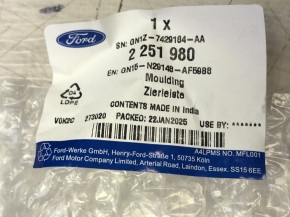 1 x
Ford
SN: GN1Z-7429164-AA
2 251 980
EN: GN15-N29148-AF5988
Moulding
Zierleiste
04
LDPE
CONTENTS MADE IN India
V0K2C 273020 PACKED: 22JAN2025 USE BY: *******
A4LPMS NO. MFL001
Ford-Werke GmbH, Henry-Ford-Straße 1, 50735 Köln
Ford Motor Company Limited, Arterial Road, Laindon, Essex. SS15 6EE